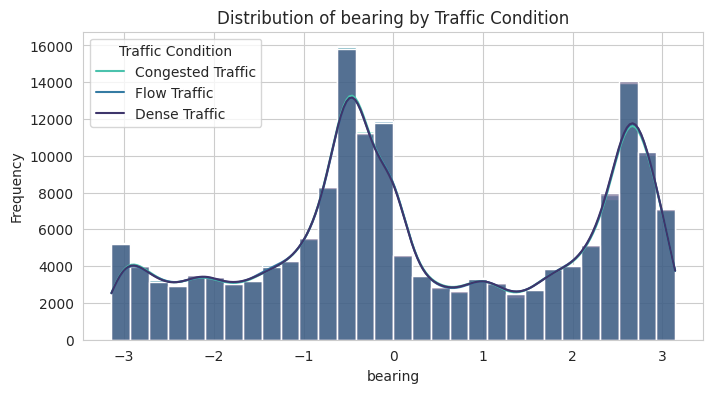 Distribution of bearing by Traffic Condition
Traffic Condition
Congested Traffic
Flow Traffic
Dense Traffic
Frequency
16000
14000
12000
10000
8000
6000
4000
2000
0
−3 −2 −1 0 1 2 3
bearing